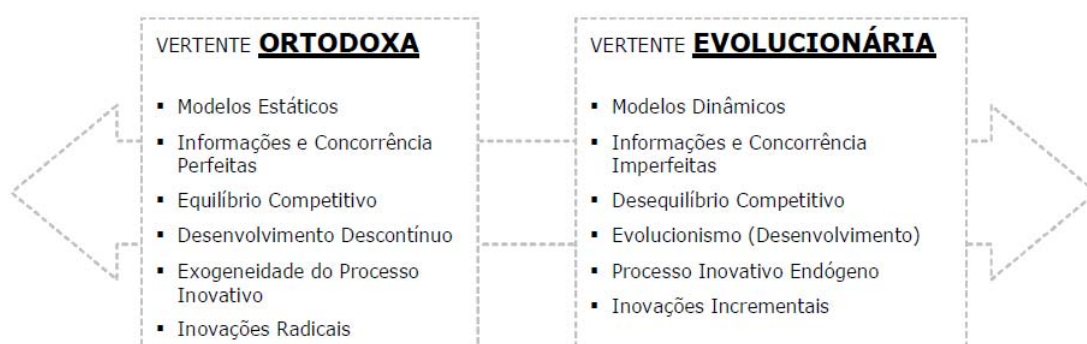 VERTENTE ORTODOXA
▪ Modelos Estáticos
▪ Informações e Concorrência
Perfeitas
▪ Equilíbrio Competitivo
▪ Desenvolvimento Descontínuo
▪ Exogeneidade do Processo
Inovativo
▪ Inovações Radicais
VERTENTE EVOLUCIONÁRIA
▪ Modelos Dinâmicos
▪ Informações e Concorrência
Imperfeitas
▪ Desequilíbrio Competitivo
▪ Evolucionismo (Desenvolvimento)
▪ Processo Inovativo Endógeno
▪ Inovações Incrementais